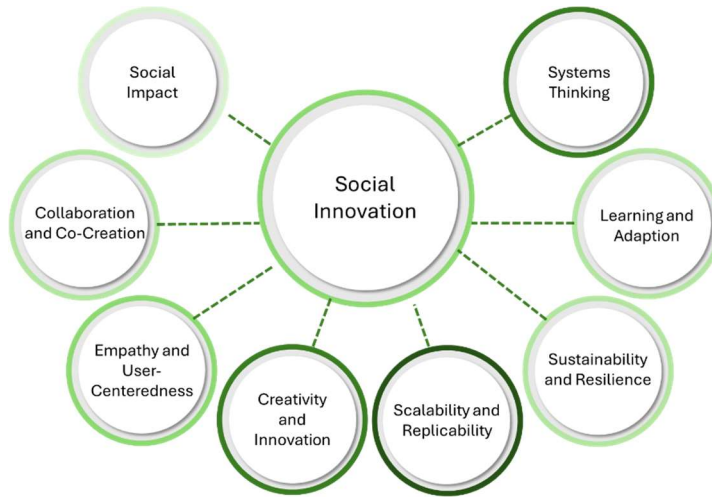 Social
Impact
Systems
Thinking
Social
Innovation
Collaboration
and Co-Creation
Learning and
Adaption
Empathy and
User-
Centeredness
Creativity
and
Innovation
Scalability and
Replicability
Sustainability
and Resilience